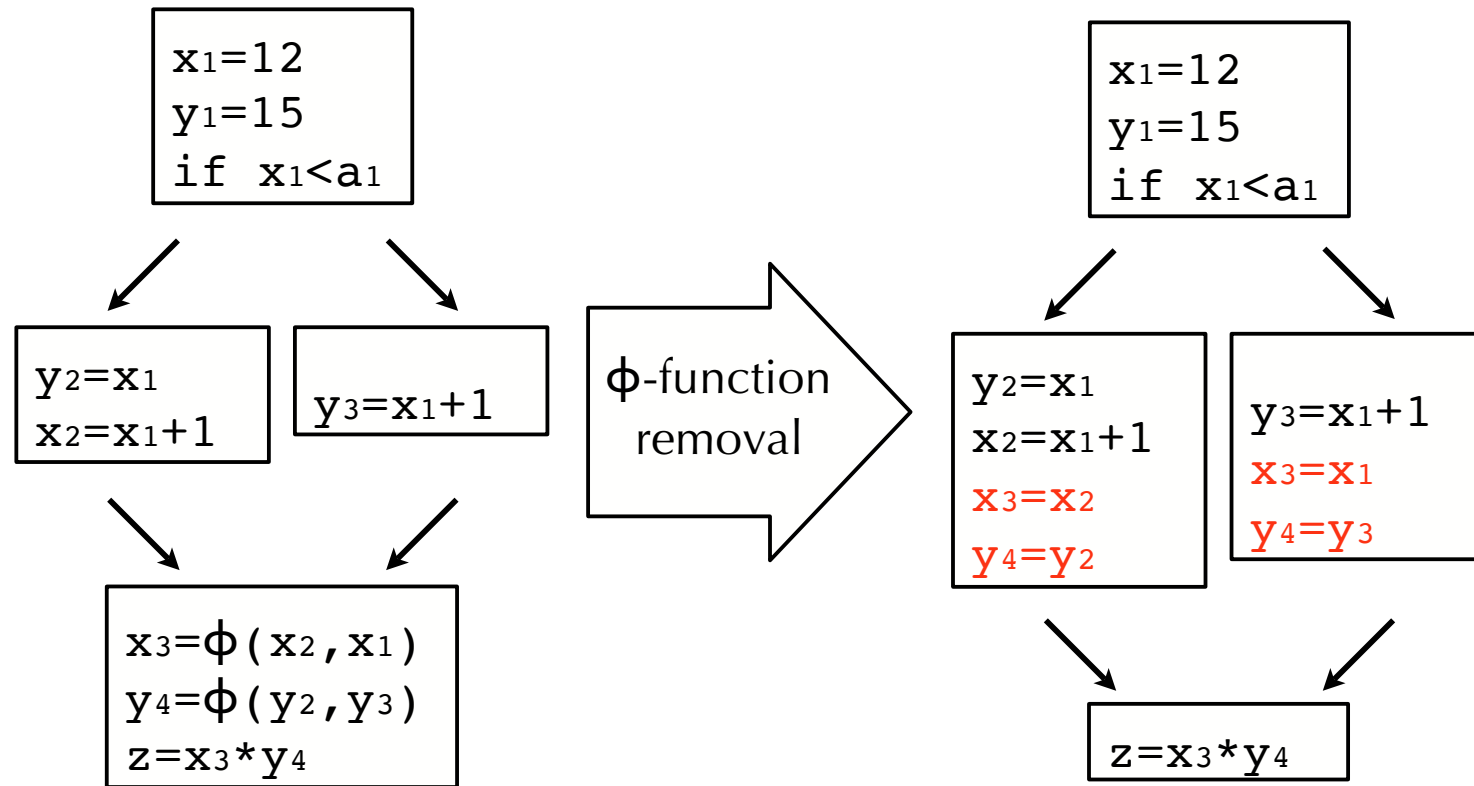 x₁=12
y₁=15
if x₁<a₁
y₂=x₁
x₂=x₁+1
y₃=x₁+1
x₃=ϕ(x₂,x₁)
y₄=ϕ(y₂,y₃)
z=x₃*y₄
ϕ-function
removal
x₁=12
y₁=15
if x₁<a₁
y₂=x₁
x₂=x₁+1
x₃=x₂
y₄=y₂
y₃=x₁+1
x₃=x₁
y₄=y₃
z=x₃*y₄